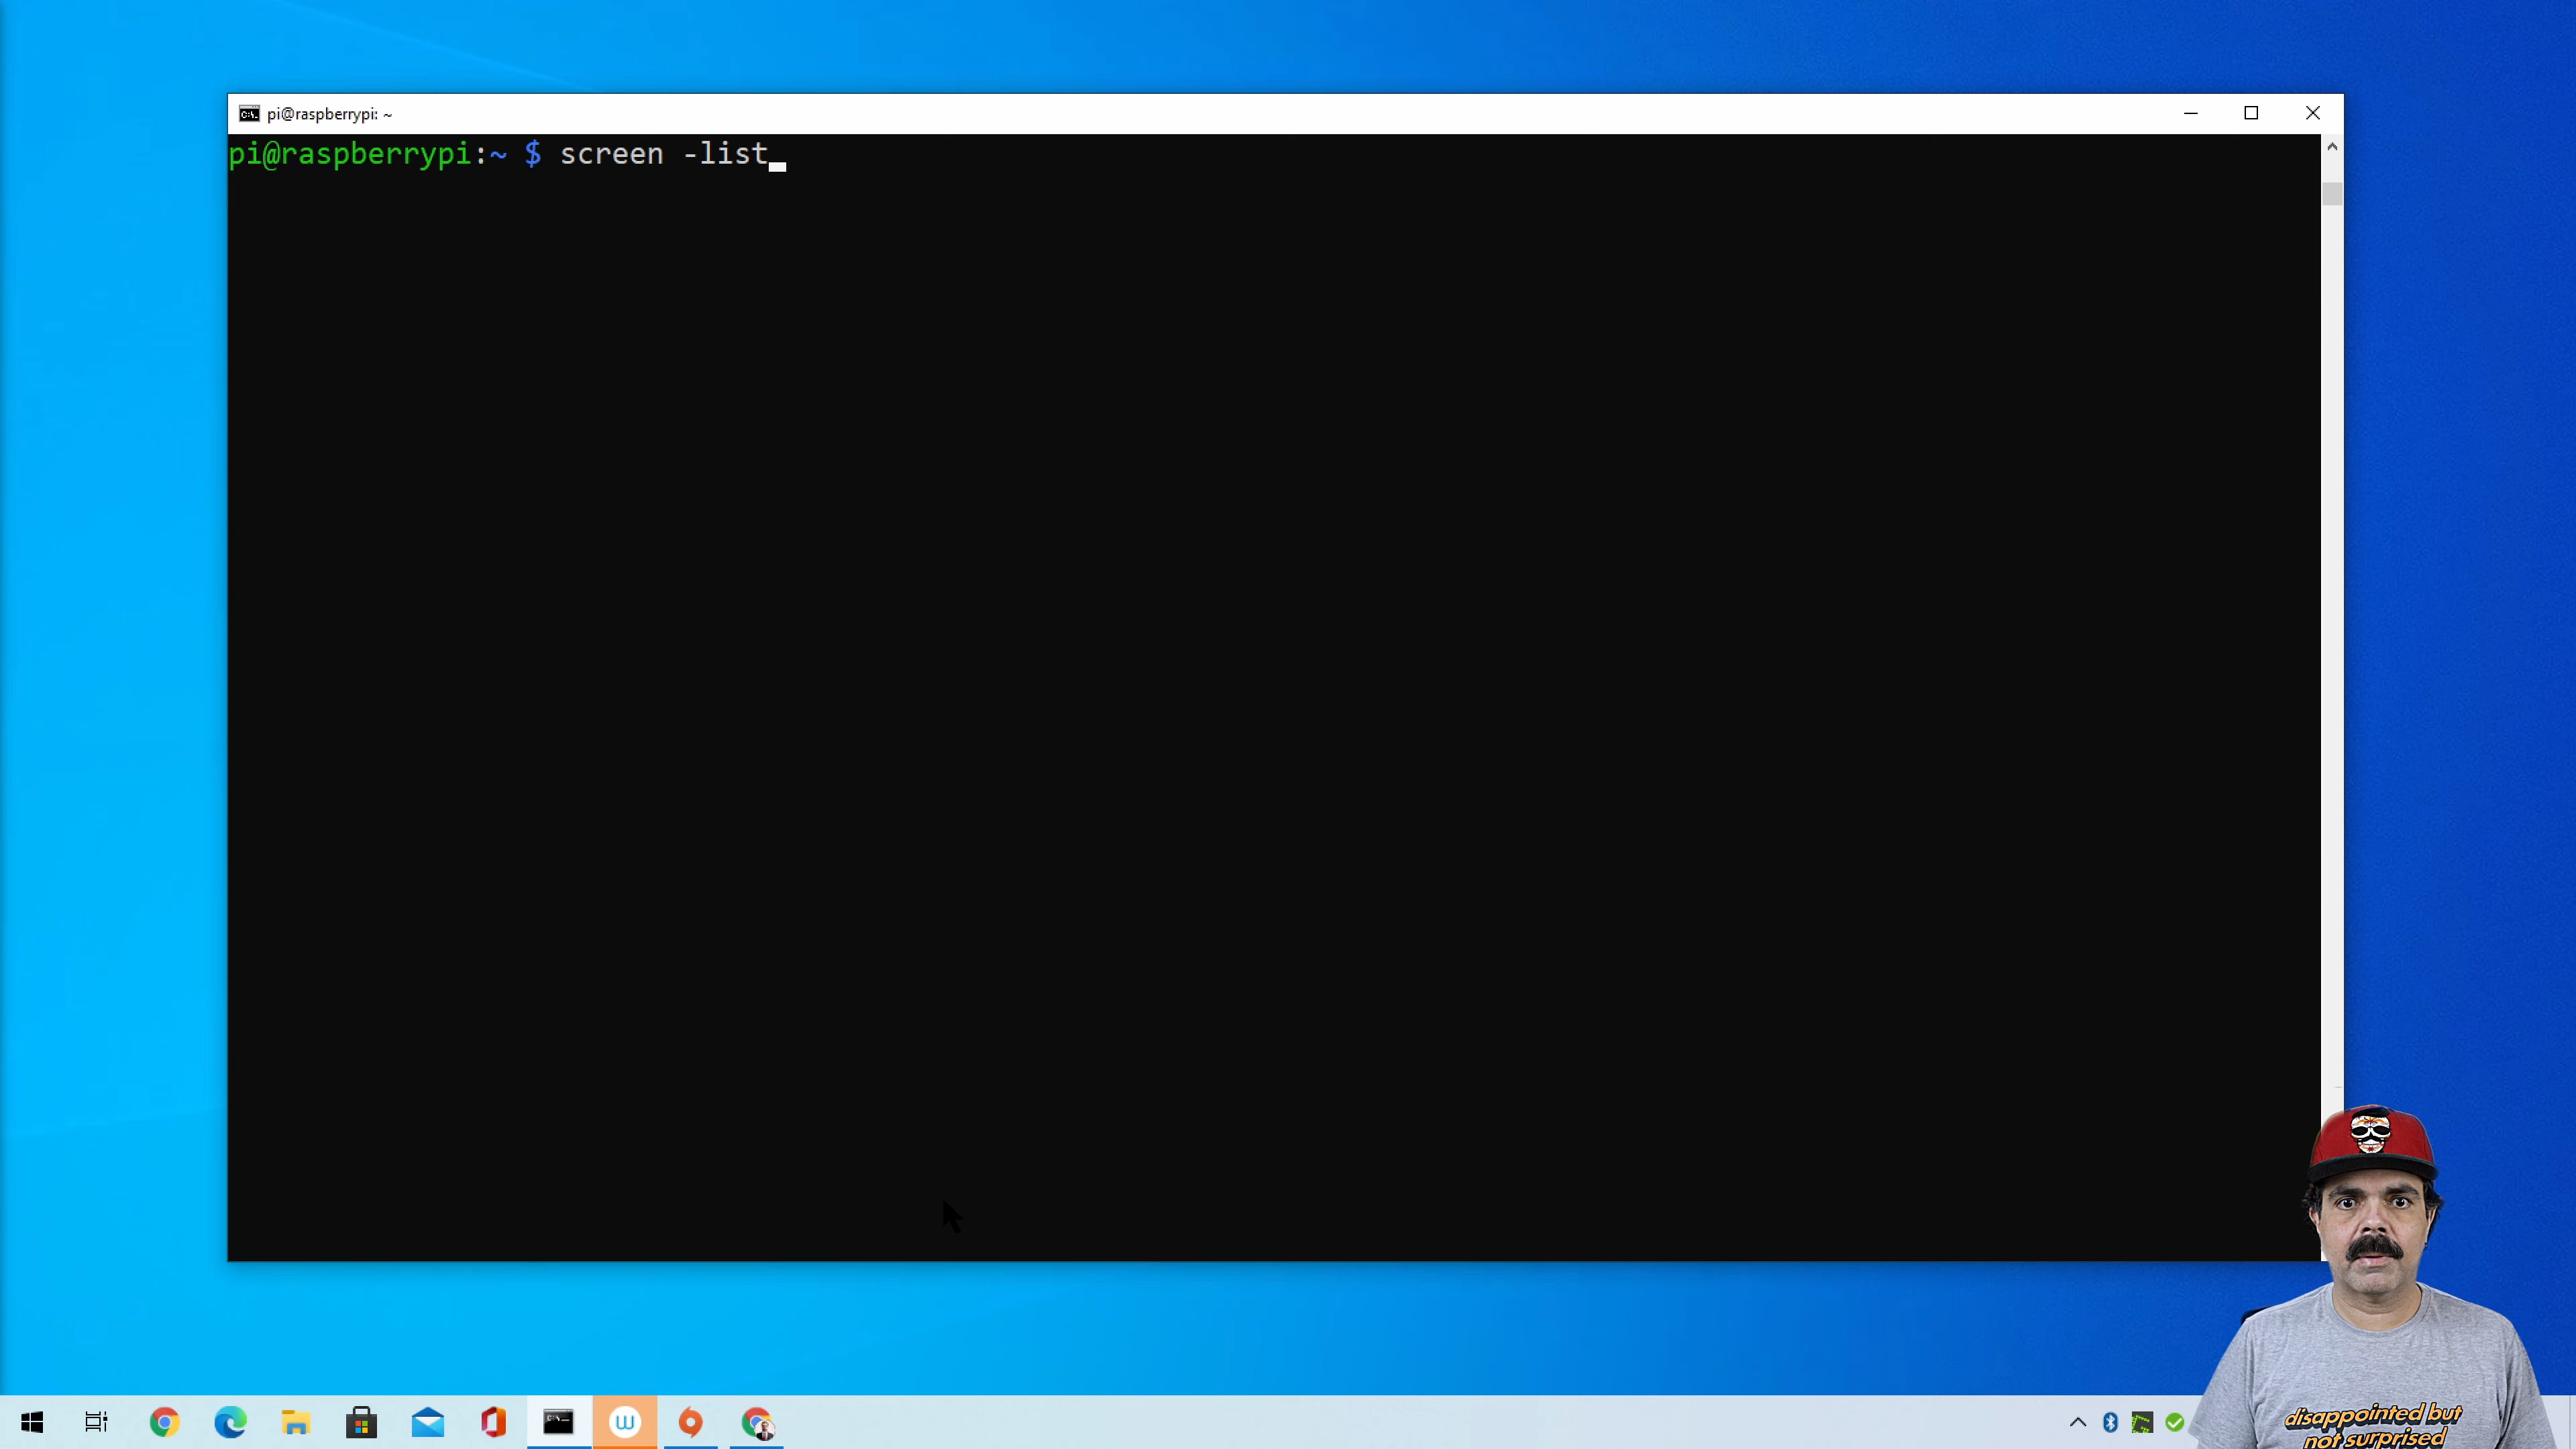 pi@raspberrypi: ~
pi@raspberrypi:~ $ screen -list
disappointed but
not surprised